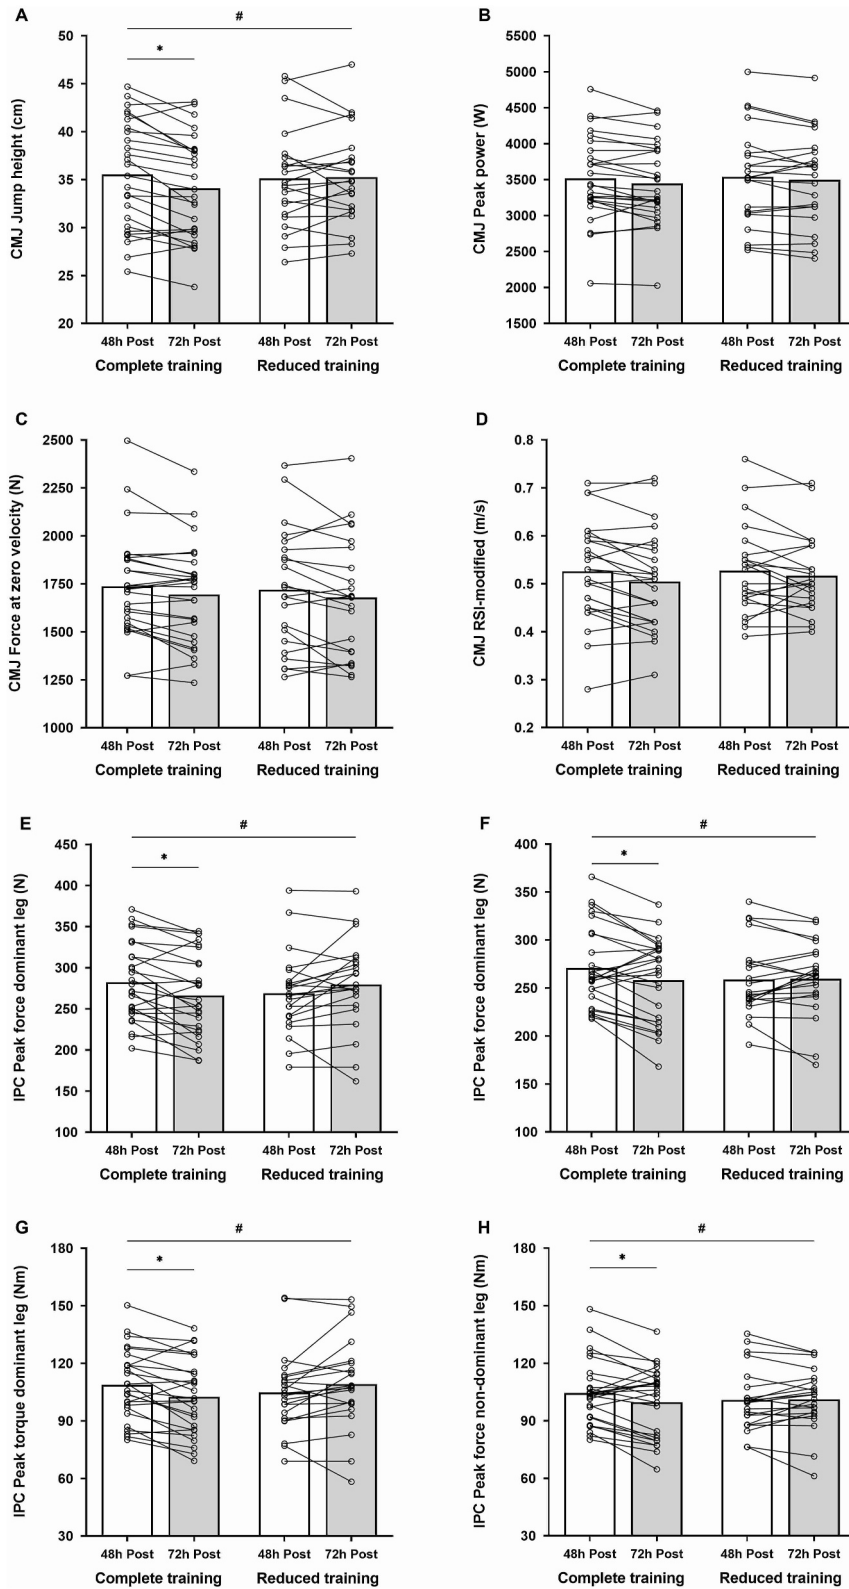 A
#
*
CMJ Jump height (cm)
50
45
40
35
30
25
20
48h Post 72h Post 48h Post 72h Post
Complete training Reduced training
B
CMJ Peak power (W)
5500
5000
4500
4000
3500
3000
2500
2000
1500
48h Post 72h Post 48h Post 72h Post
Complete training Reduced training
C
CMJ Force at zero velocity (N)
2500
2250
2000
1750
1500
1250
1000
48h Post 72h Post 48h Post 72h Post
Complete training Reduced training
D
CMJ RSI-modified (m/s)
0.8
0.7
0.6
0.5
0.4
0.3
0.2
48h Post 72h Post 48h Post 72h Post
Complete training Reduced training
E
#
*
IPC Peak force dominant leg (N)
450
400
350
300
250
200
150
100
48h Post 72h Post 48h Post 72h Post
Complete training Reduced training
F
#
*
IPC Peak force dominant leg (N)
400
350
300
250
200
150
100
48h Post 72h Post 48h Post 72h Post
Complete training Reduced training
G
#
*
IPC Peak torque dominant leg (Nm)
180
150
120
90
60
30
48h Post 72h Post 48h Post 72h Post
Complete training Reduced training
H
#
*
IPC Peak force non-dominant leg (Nm)
180
150
120
90
60
30
48h Post 72h Post 48h Post 72h Post
Complete training Reduced training